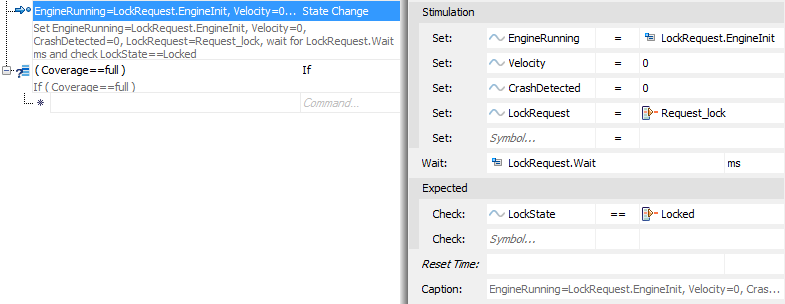 EngineRunning=LockRequest.EngineInit, Velocity=0... State Change
Set EngineRunning=LockRequest.EngineInit, Velocity=0,
CrashDetected=0, LockRequest=Request_lock, wait for LockRequest.Wait
ms and check LockState==Locked
( Coverage==full ) If
If ( Coverage==full )
Command...
Stimulation
Set: EngineRunning = LockRequest.EngineInit
Set: Velocity = 0
Set: CrashDetected = 0
Set: LockRequest = Request_lock
Set: Symbol... =
Wait: LockRequest.Wait ms
Expected
Check: LockState == Locked
Check: Symbol...
Reset Time:
Caption: EngineRunning=LockRequest.EngineInit, Velocity=0, Cras...